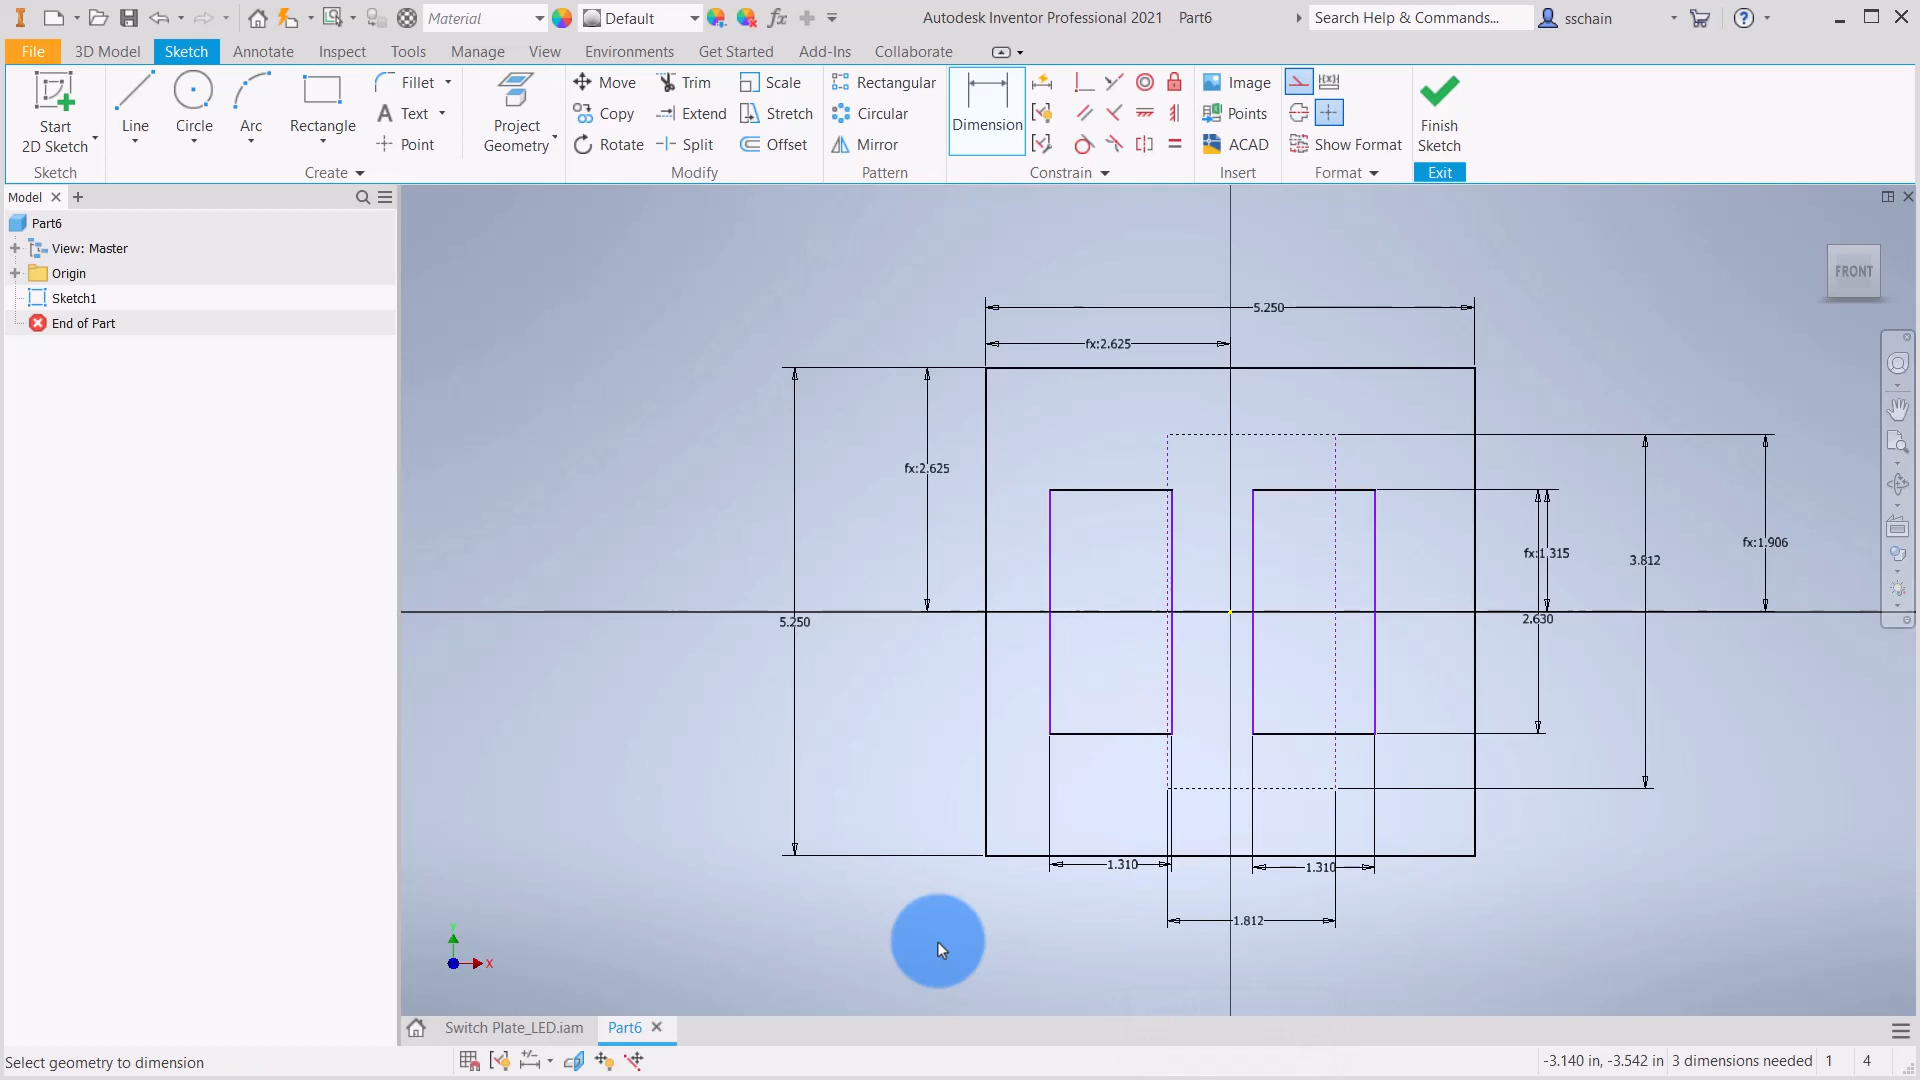 Material
Default
fx
Autodesk Inventor Professional 2021 Part6
Search Help & Commands...
sschain
File 3D Model Sketch Annotate Inspect Tools Manage View Environments Get Started Add-Ins Collaborate
Start
2D Sketch
Line
Circle
Arc
Rectangle
Fillet
Text
Point
Project
Geometry
Move
Copy
Rotate
Trim
Extend
Split
Scale
Stretch
Offset
Rectangular
Circular
Mirror
Dimension
Image
Points
ACAD
Show Format
Finish
Sketch
Sketch
Create
Modify
Pattern
Constrain
Insert
Format
Exit
Model
Part6
View: Master
Origin
Sketch1
End of Part
FRONT
5.250
fx:2.625
fx:2.625
fx:1.906
fx:1.315
3.812
2.630
5.250
1.310
1.310
1.812
Y
X
Switch Plate_LED.iam
Part6
Select geometry to dimension
-3.140 in, -3.542 in 3 dimensions needed 1 4